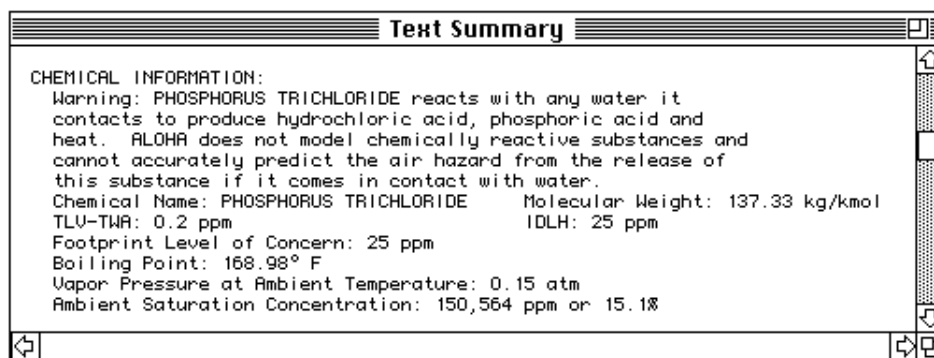 Text Summary
CHEMICAL INFORMATION:
Warning: PHOSPHORUS TRICHLORIDE reacts with any water it
contacts to produce hydrochloric acid, phosphoric acid and
heat.  ALOHA does not model chemically reactive substances and
cannot accurately predict the air hazard from the release of
this substance if it comes in contact with water.
Chemical Name: PHOSPHORUS TRICHLORIDE      Molecular Weight: 137.33 kg/kmol
TLV-TWA: 0.2 ppm                           IDLH: 25 ppm
Footprint Level of Concern: 25 ppm
Boiling Point: 168.98° F
Vapor Pressure at Ambient Temperature: 0.15 atm
Ambient Saturation Concentration: 150,564 ppm or 15.1%